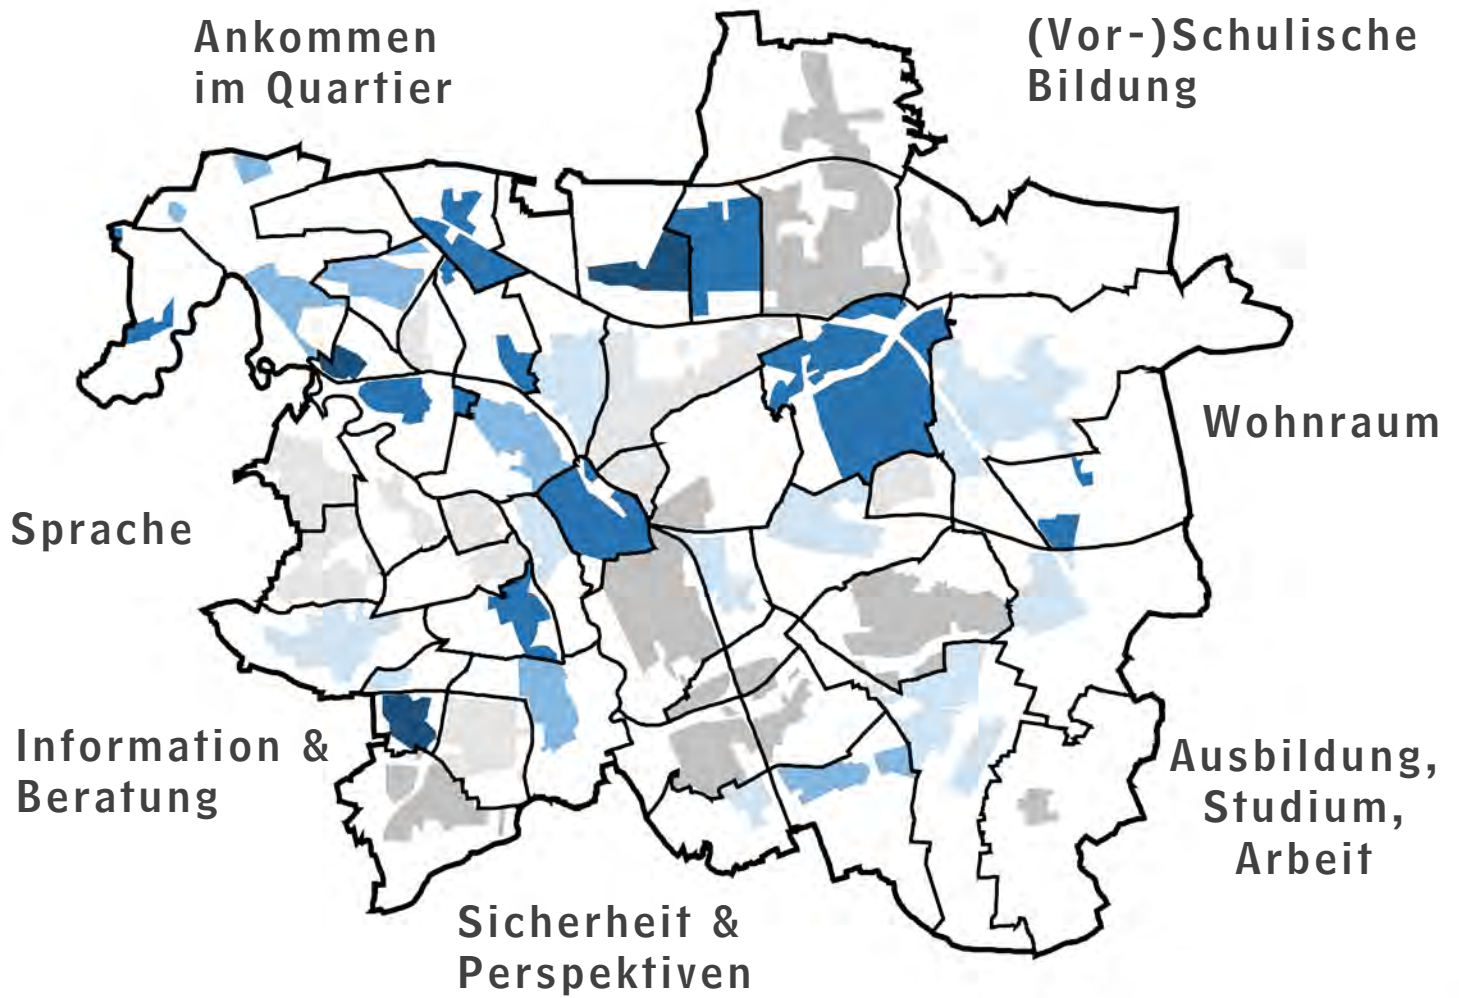 Ankommen
im Quartier
(Vor-)Schulische
Bildung
Wohnraum
Sprache
Information &
Beratung
Ausbildung,
Studium,
Arbeit
Sicherheit &
Perspektiven